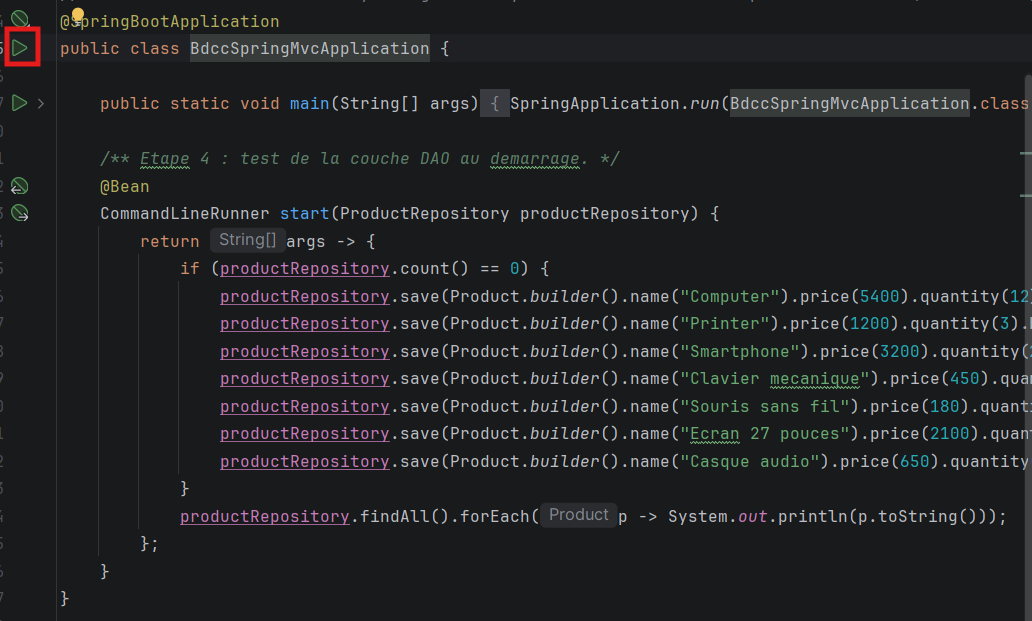 @SpringBootApplication
public class BdccSpringMvcApplication {
public static void main(String[] args) { SpringApplication.run(BdccSpringMvcApplication.class
/** Etape 4 : test de la couche DAO au demarrage. */
@Bean
CommandLineRunner start(ProductRepository productRepository) {
return String[] args -> {
if (productRepository.count() == 0) {
productRepository.save(Product.builder().name("Computer").price(5400).quantity(12
productRepository.save(Product.builder().name("Printer").price(1200).quantity(3).
productRepository.save(Product.builder().name("Smartphone").price(3200).quantity(
productRepository.save(Product.builder().name("Clavier mecanique").price(450).quan
productRepository.save(Product.builder().name("Souris sans fil").price(180).quant
productRepository.save(Product.builder().name("Ecran 27 pouces").price(2100).quan
productRepository.save(Product.builder().name("Casque audio").price(650).quantity
}
productRepository.findAll().forEach( Product p -> System.out.println(p.toString()));
};
}
}